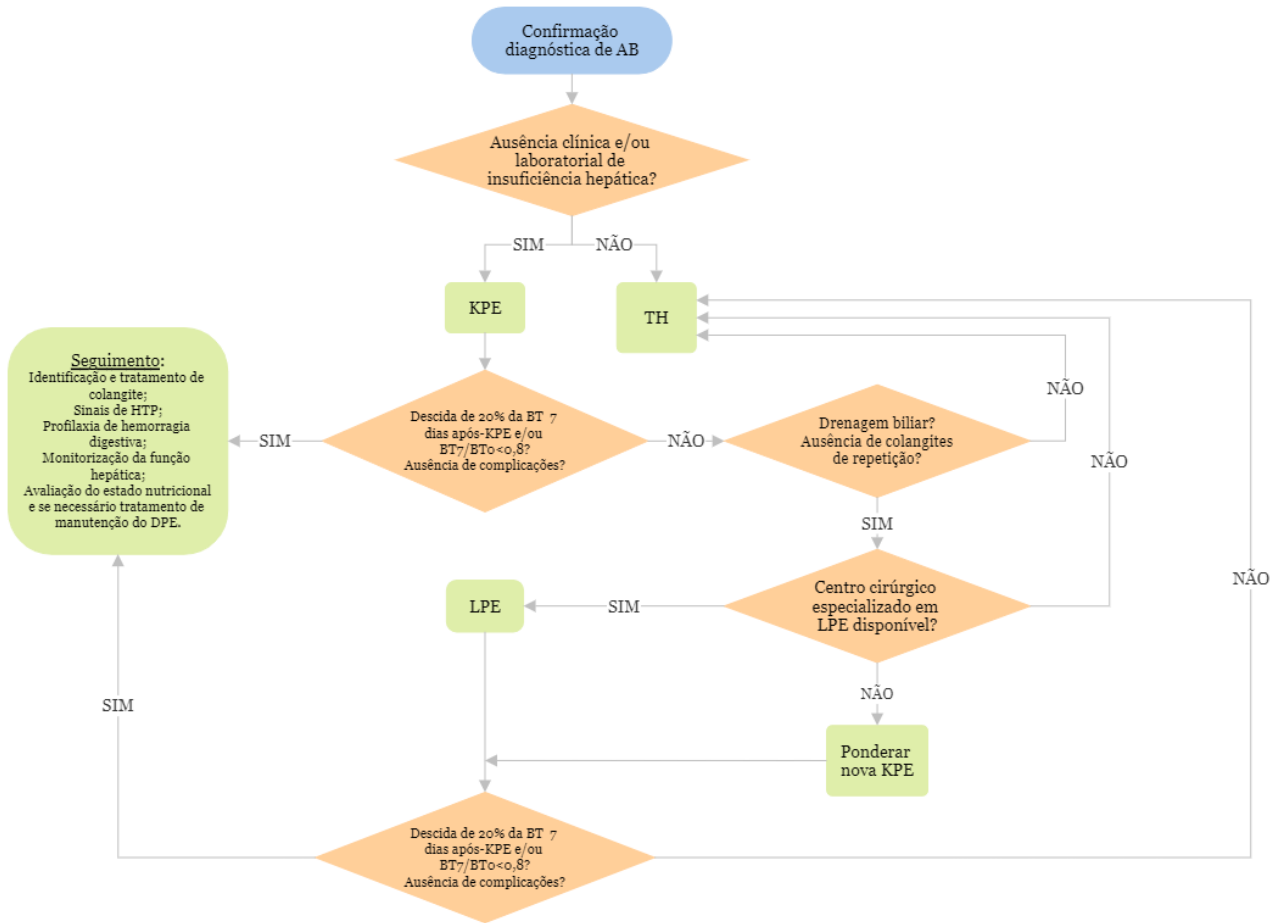 Confirmação
diagnóstica de AB
Ausência clínica e/ou
laboratorial de
insuficiência hepática?
SIM
NÃO
KPE
TH
Seguimento:
Identificação e tratamento de
colangite;
Sinais de HTP;
Profilaxia de hemorragia
digestiva;
Monitorização da função
hepática;
Avaliação do estado nutricional
e se necessário tratamento de
manutenção do DPE.
SIM
Descida de 20% da BT 7
dias após-KPE e/ou
BT7/BT0<0,8?
Ausência de complicações?
NÃO
Drenagem biliar?
Ausência de colangites
de repetição?
NÃO
NÃO
SIM
NÃO
LPE
SIM
Centro cirúrgico
especializado em
LPE disponível?
NÃO
SIM
Ponderar
nova KPE
Descida de 20% da BT 7
dias após-KPE e/ou
BT7/BT0<0,8?
Ausência de complicações?